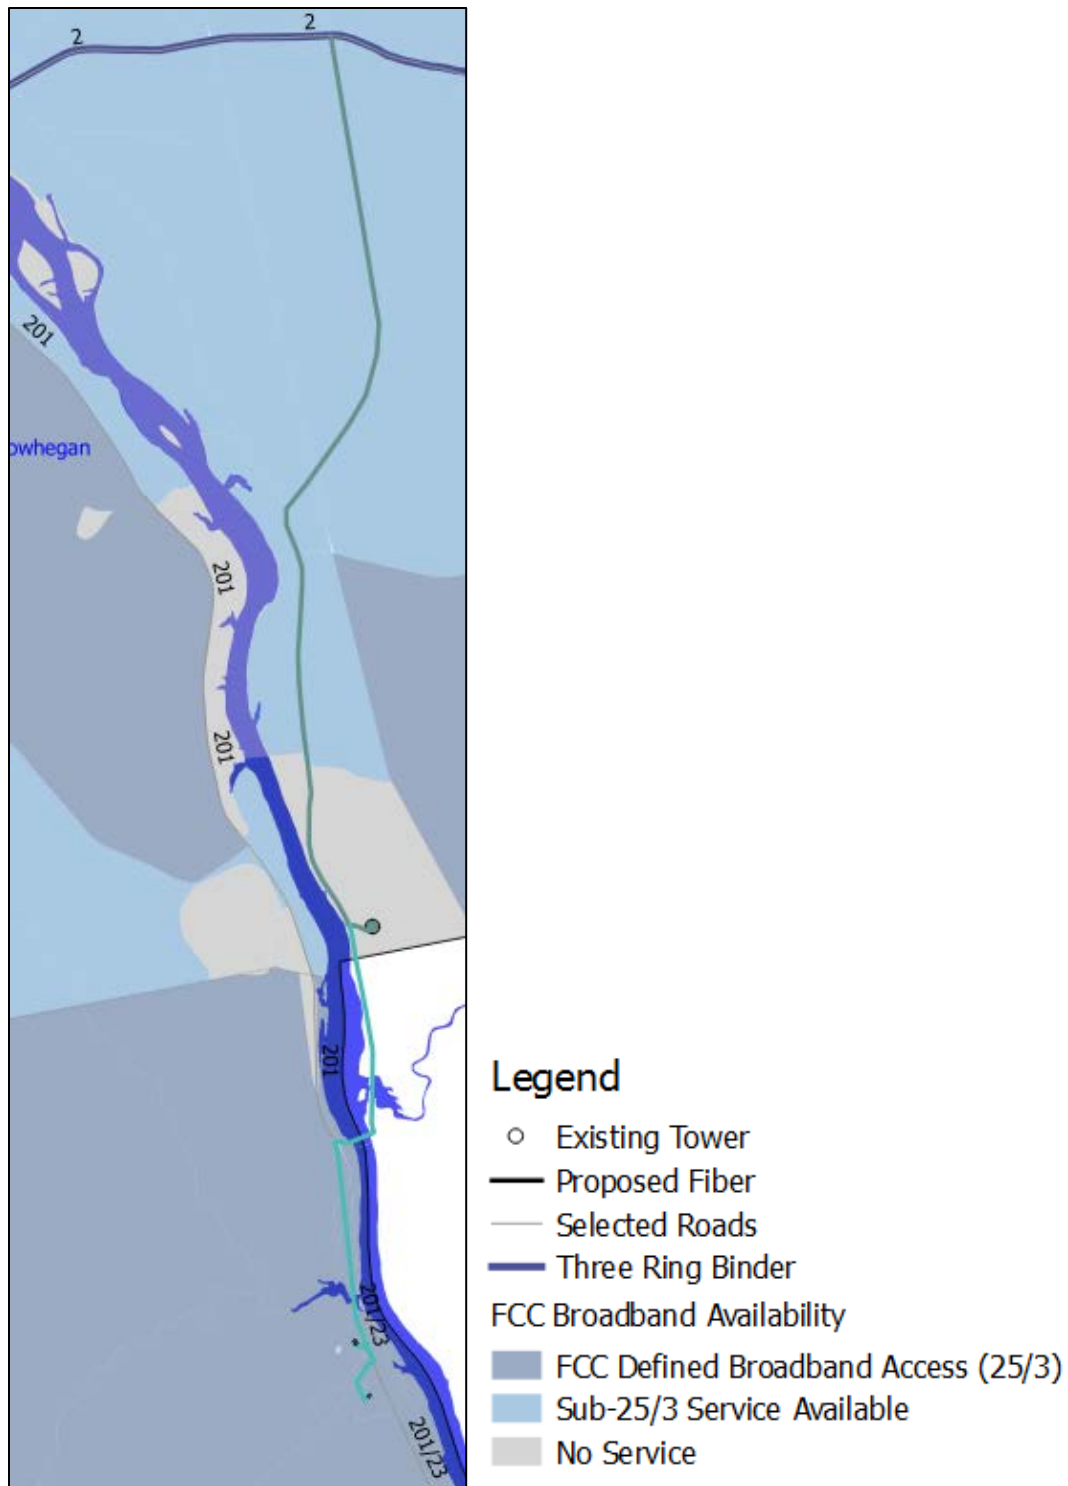 2
2
201
owhegan
201
201
201
201/23
201/23
Legend
Existing Tower
Proposed Fiber
Selected Roads
Three Ring Binder
FCC Broadband Availability
FCC Defined Broadband Access (25/3)
Sub-25/3 Service Available
No Service